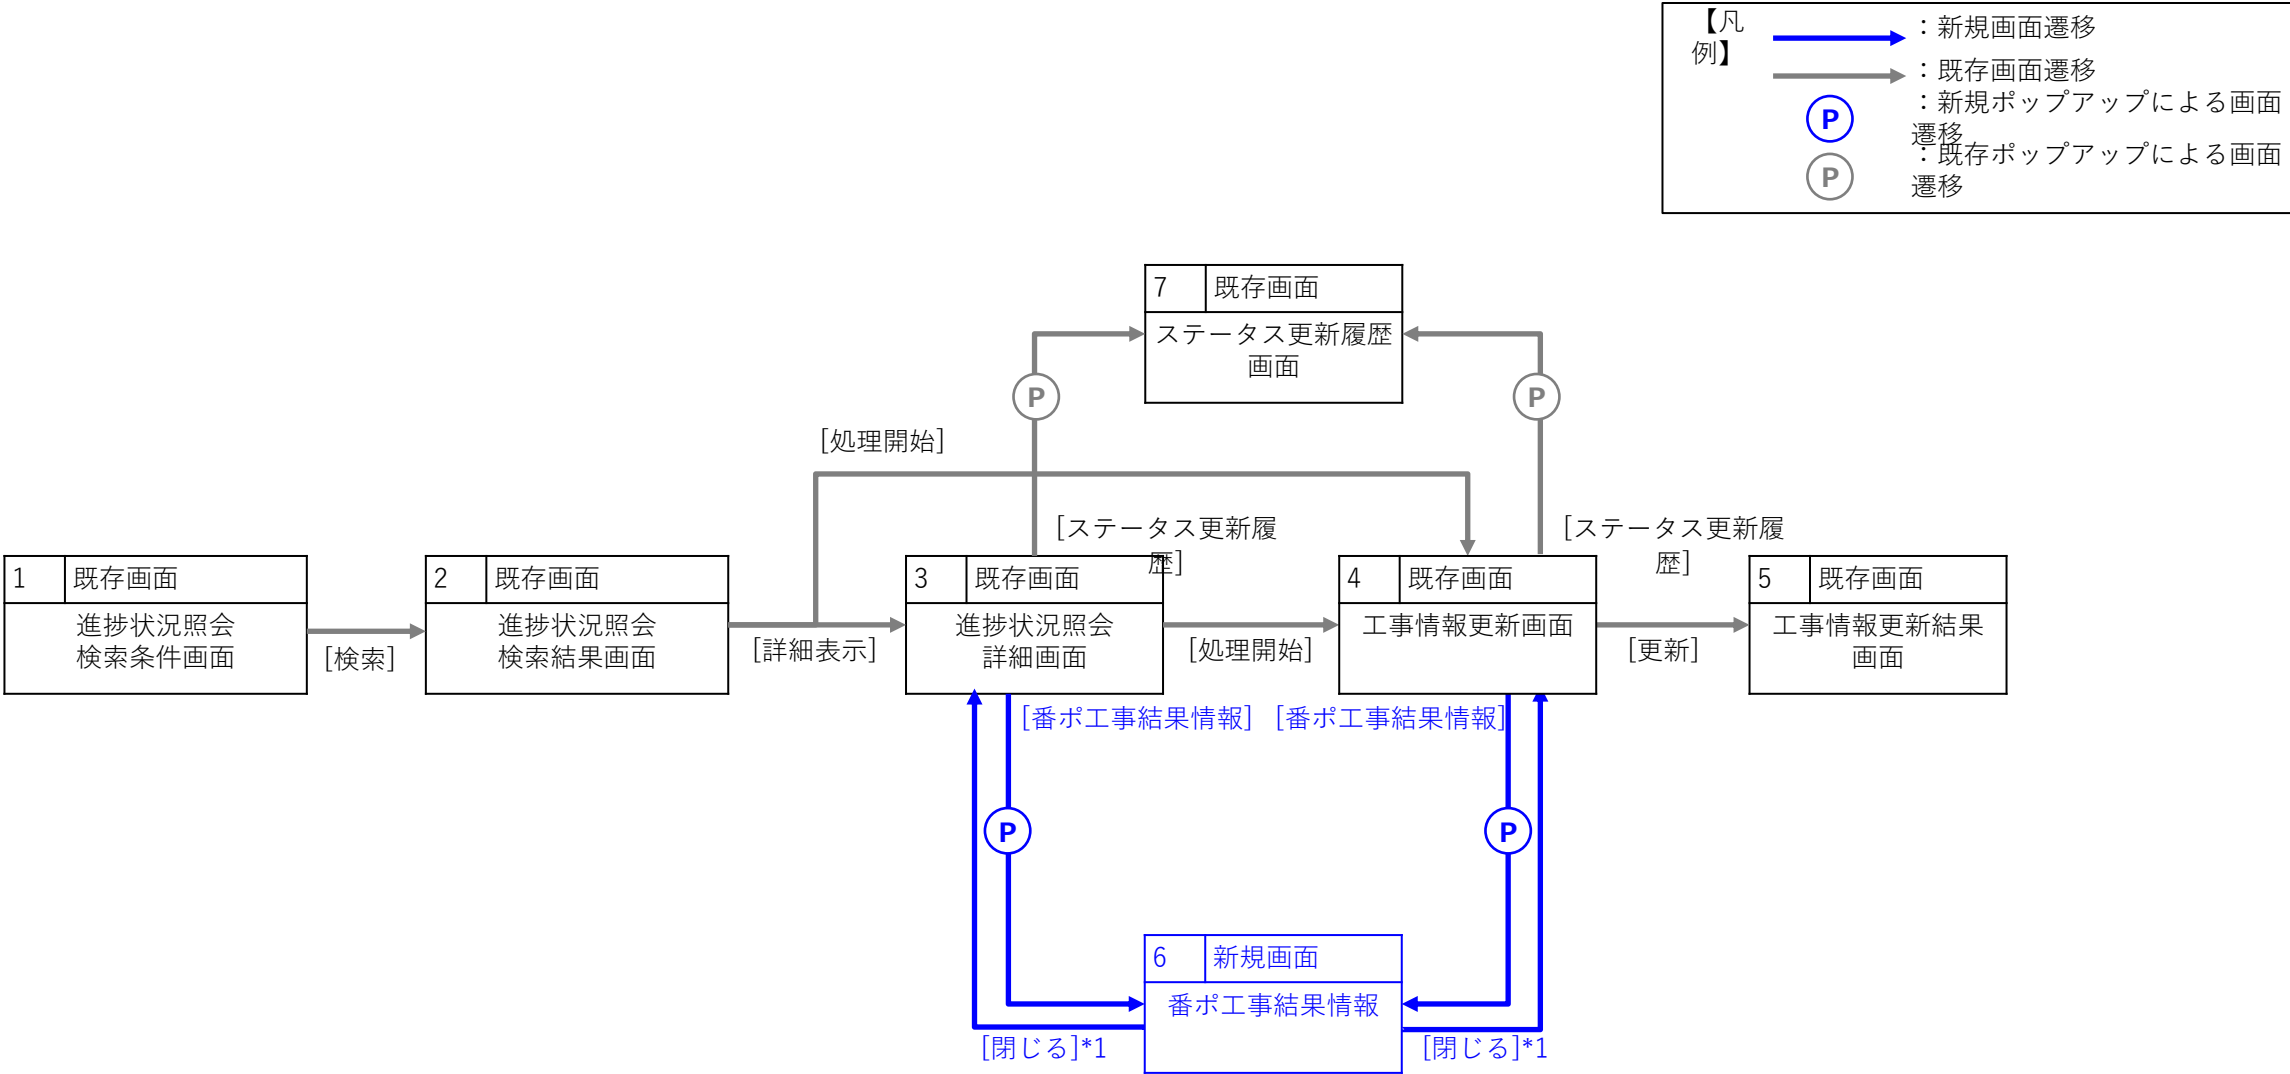 【凡
例】
：新規画面遷移
：既存画面遷移
：新規ポップアップによる画面
遷移
：既存ポップアップによる画面
遷移
P
P
7
既存画面
ステータス更新履歴
画面
P
P
[処理開始]
[ステータス更新履
歴]
[ステータス更新履
歴]
1
既存画面
進捗状況照会
検索条件画面
[検索]
2
既存画面
進捗状況照会
検索結果画面
[詳細表示]
3
既存画面
進捗状況照会
詳細画面
[処理開始]
4
既存画面
工事情報更新画面
[更新]
5
既存画面
工事情報更新結果
画面
[番ポ工事結果情報]
[番ポ工事結果情報]
P
P
6
新規画面
番ポ工事結果情報
[閉じる]*1
[閉じる]*1